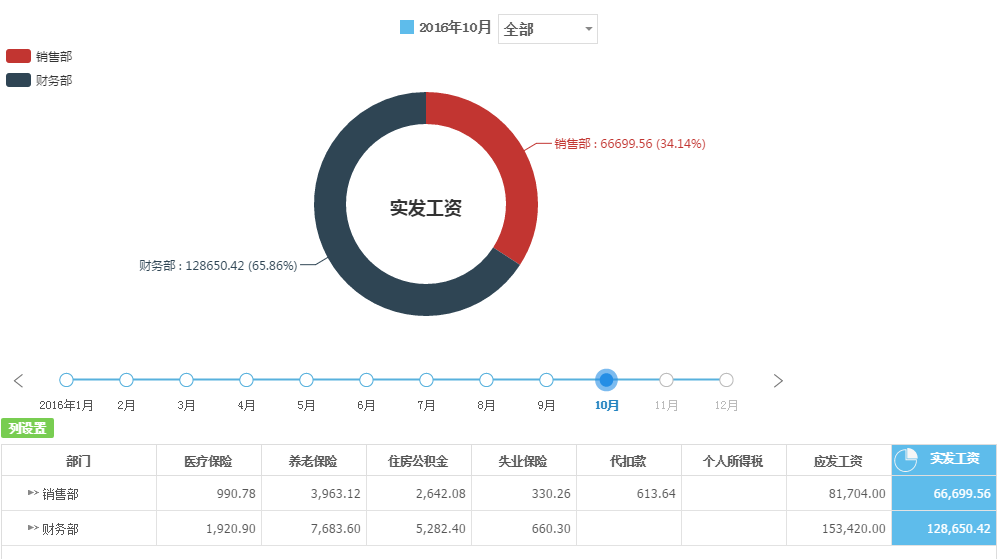 2016年10月 全部
销售部
财务部
销售部 : 66699.56 (34.14%)
实发工资
财务部 : 128650.42 (65.86%)
2016年1月 2月 3月 4月 5月 6月 7月 8月 9月 10月 11月 12月
列设置
部门 医疗保险 养老保险 住房公积金 失业保险 代扣款 个人所得税 应发工资 实发工资
销售部 990.78 3,963.12 2,642.08 330.26 613.64 81,704.00 66,699.56
财务部 1,920.90 7,683.60 5,282.40 660.30 153,420.00 128,650.42